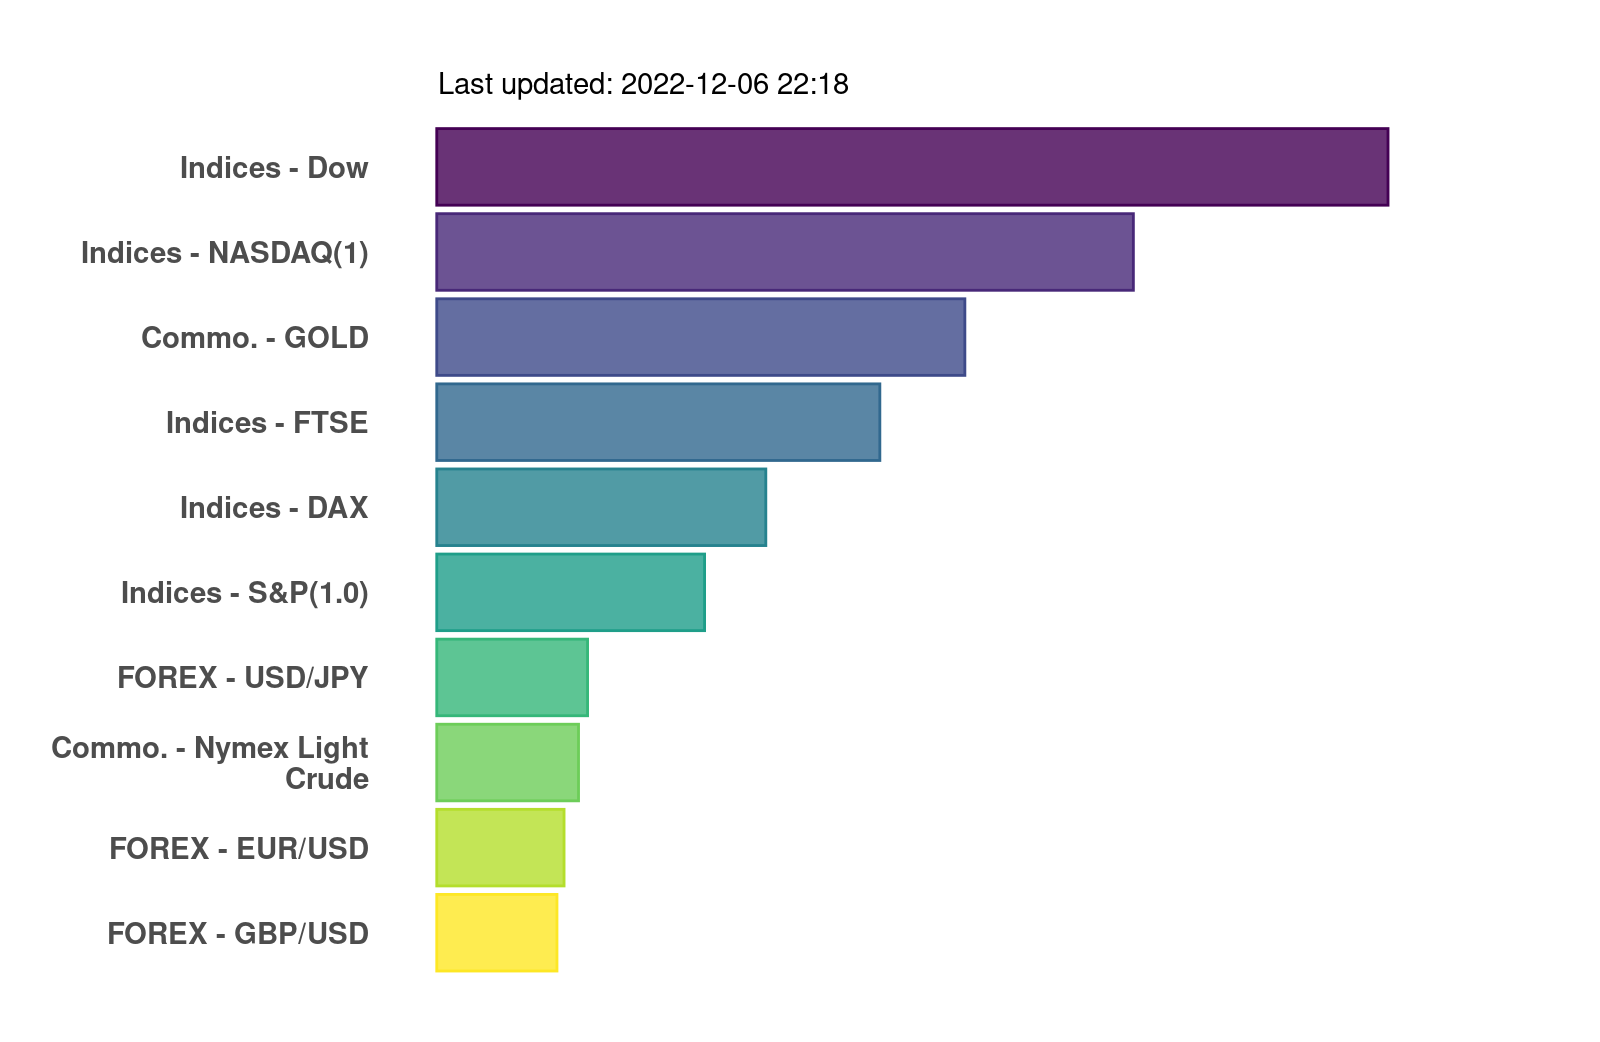 Last updated: 2022-12-06 22:18
Indices - Dow
Indices - NASDAQ(1)
Commo. - GOLD
Indices - FTSE
Indices - DAX
Indices - S&P(1.0)
FOREX - USD/JPY
Commo. - Nymex Light
Crude
FOREX - EUR/USD
FOREX - GBP/USD